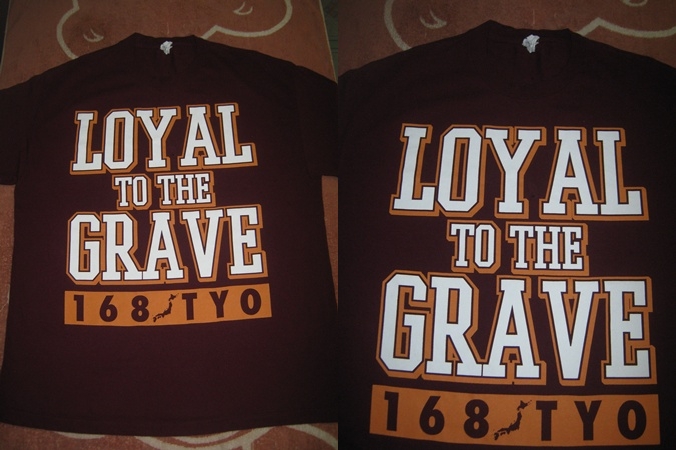 LOYAL
TO THE
GRAVE
168 TYO
LOYAL
TO THE
GRAVE
168 TYO